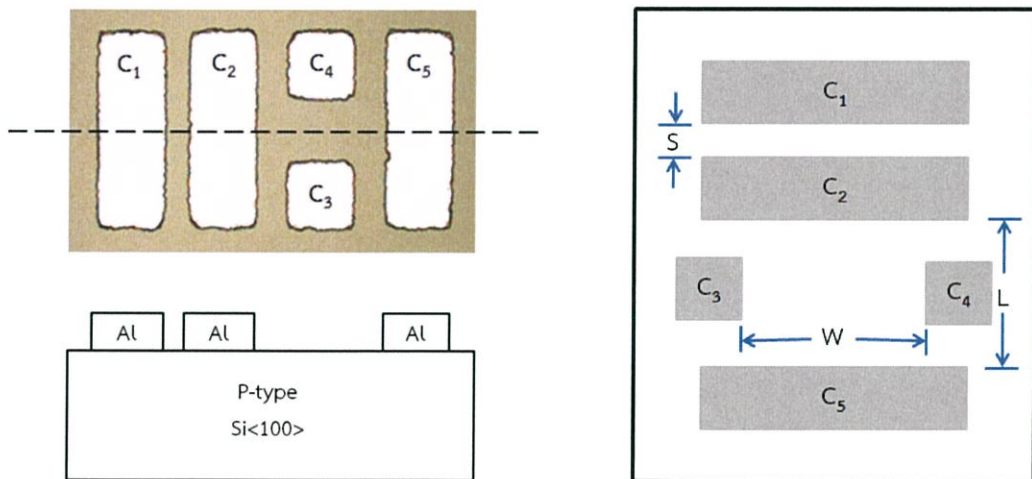 C1 C2 C4 C5
C3
Al Al Al
P-type
Si<100>
C1
S
C2
C3 C4 L
W
C5